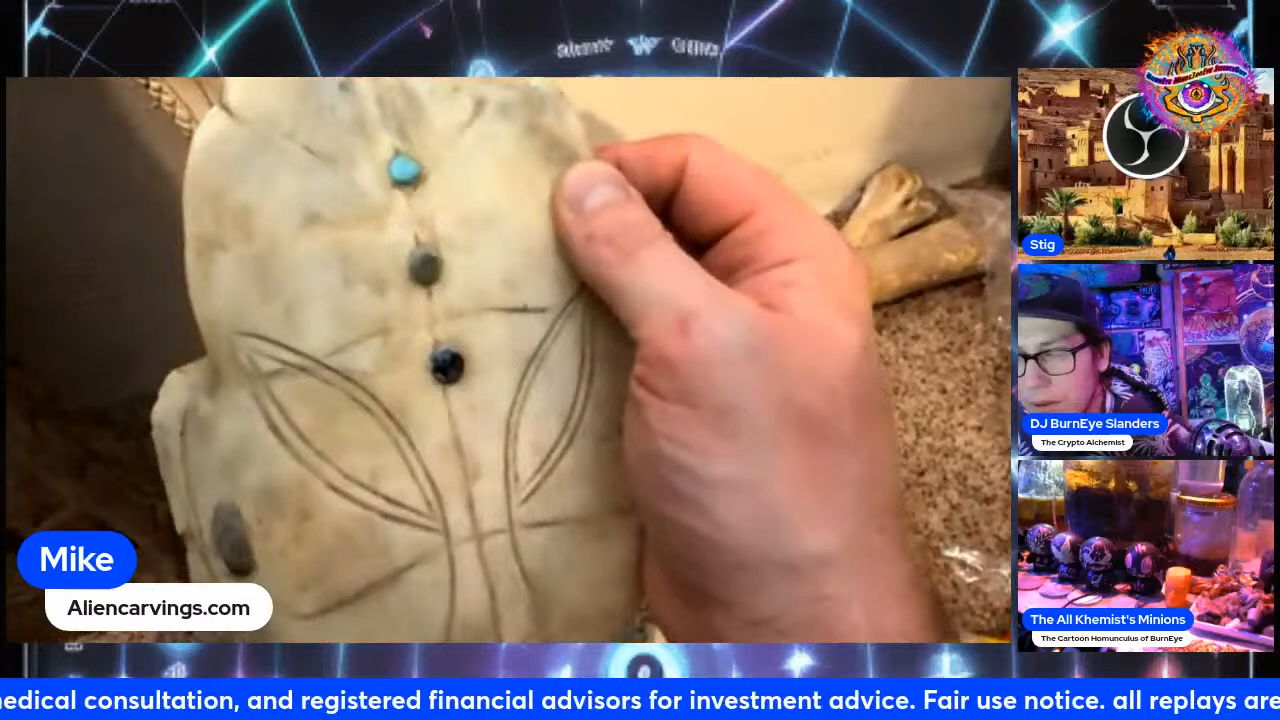 Stig
DJ BurnEye Slanders
The Crypto Alchemist
Mike
Aliencarvings.com
The All Khemist's Minions
The Cartoon Homunculus of BurnEye
edical consultation, and registered financial advisors for investment advice. Fair use notice. all replays are